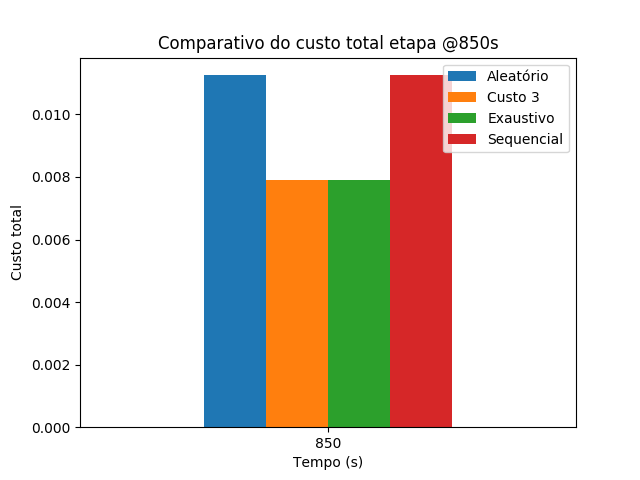 Comparativo do custo total etapa @850s
Aleatório
Custo 3
Exaustivo
Sequencial
Custo total
0.010
0.008
0.006
0.004
0.002
0.000
850
Tempo (s)